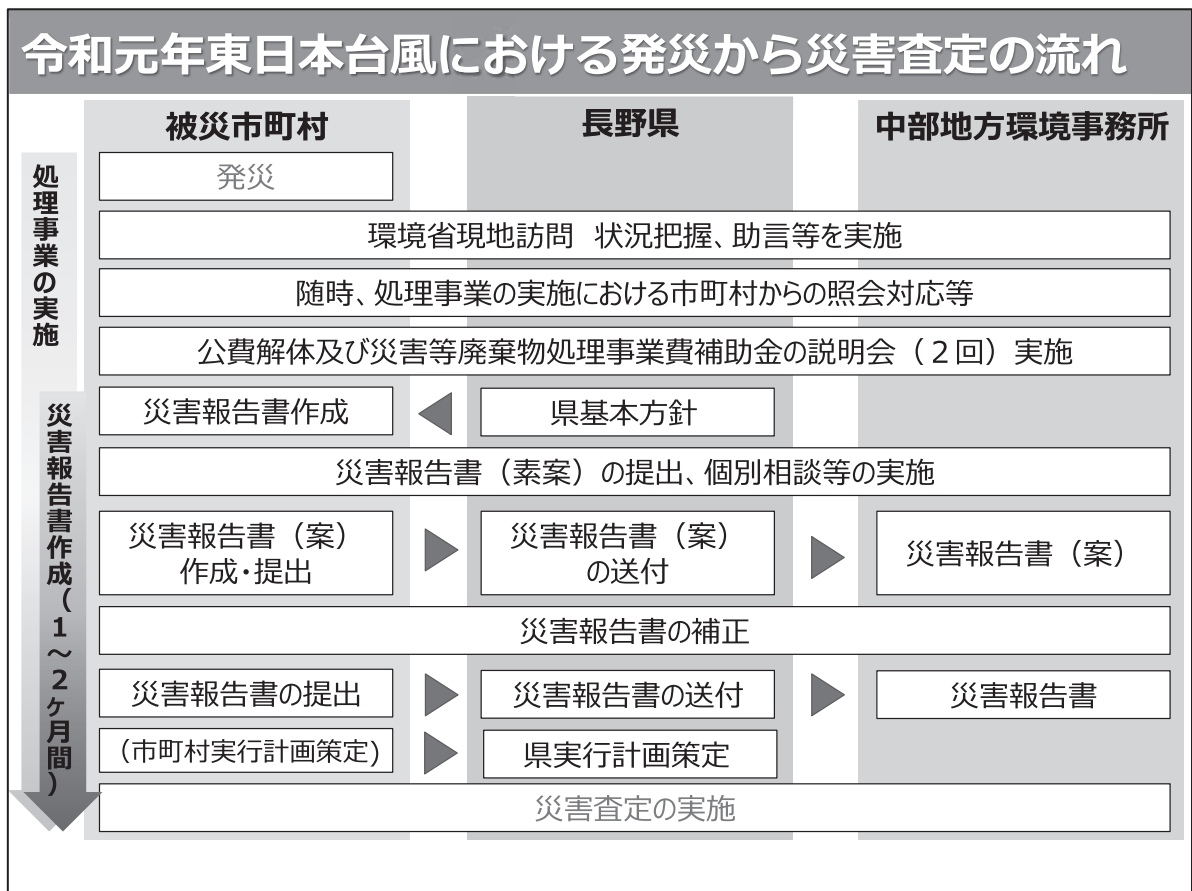 令和元年東日本台風における発災から災害査定の流れ
被災市町村
長野県
中部地方環境事務所
処理事業の実施
発災
環境省現地訪問 状況把握、助言等を実施
随時、処理事業の実施における市町村からの照会対応等
公費解体及び災害等廃棄物処理事業費補助金の説明会（２回）実施
災害報告書作成（１～２ヶ月間）
災害報告書作成
県基本方針
災害報告書（素案）の提出、個別相談等の実施
災害報告書（案）
作成・提出
災害報告書（案）
の送付
災害報告書（案）
災害報告書の補正
災害報告書の提出
災害報告書の送付
災害報告書
(市町村実行計画策定)
県実行計画策定
災害査定の実施